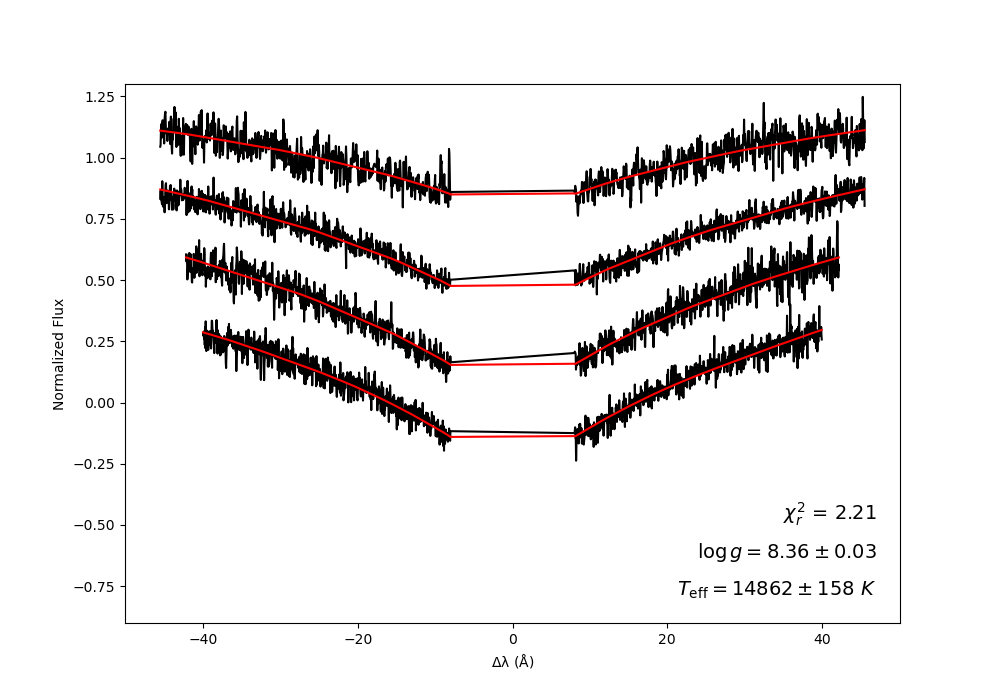 Normalized Flux
1.25
1.00
0.75
0.50
0.25
0.00
−0.25
−0.50
−0.75
χ²ᵣ = 2.21
log g = 8.36 ± 0.03
T_eff = 14862 ± 158 K
−40
−20
0
20
40
Δλ (Å)